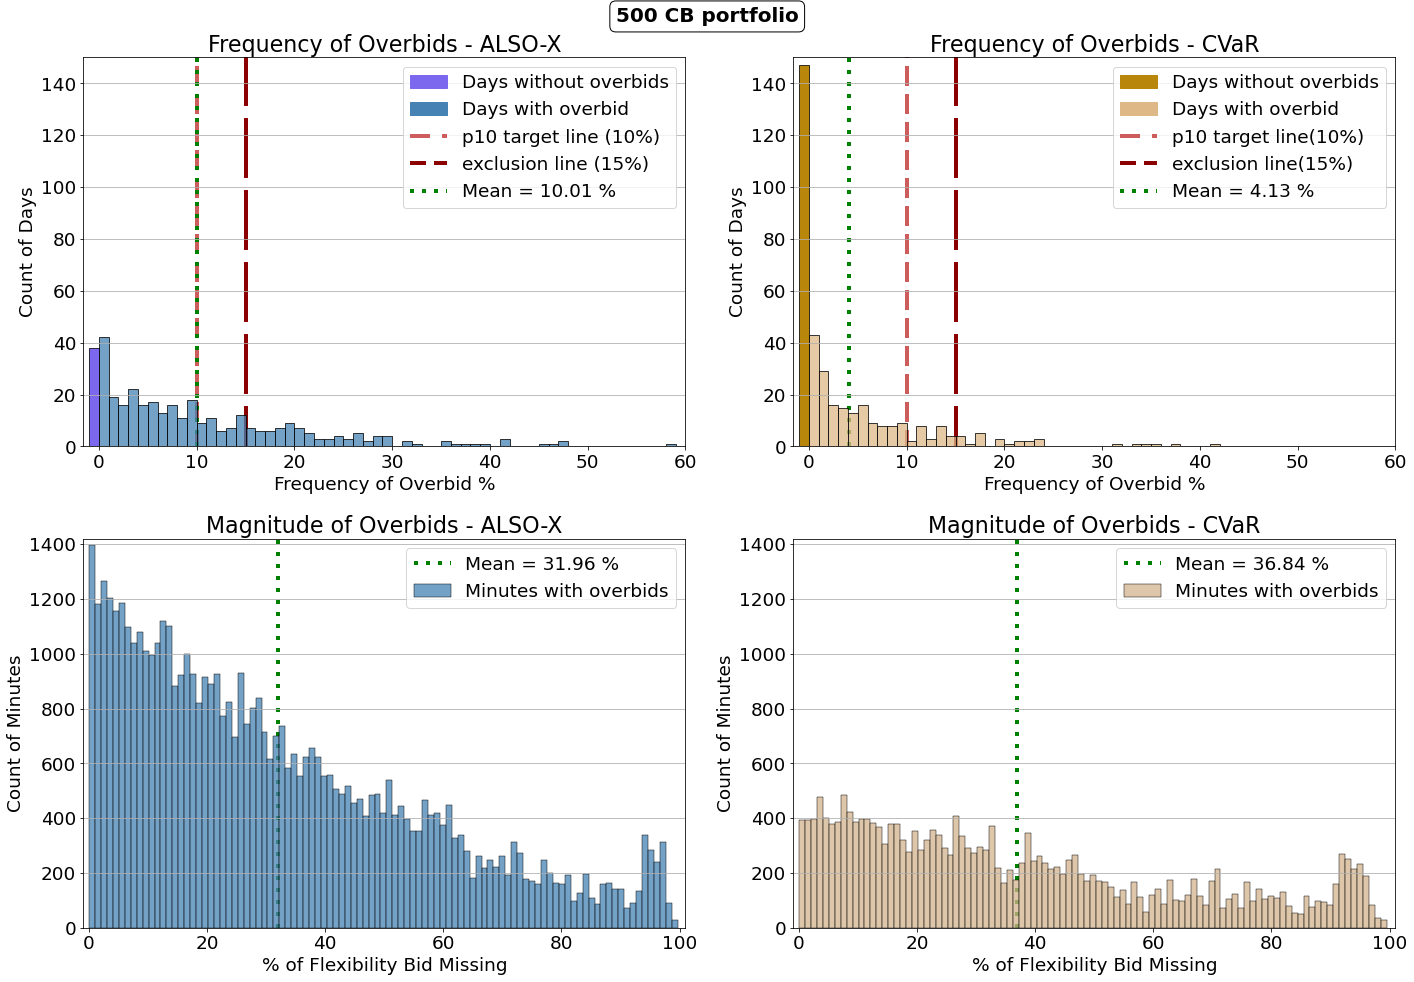 500 CB portfolio
Frequency of Overbids - ALSO-X
Count of Days
140
120
100
80
60
40
20
0
Days without overbids
Days with overbid
p10 target line (10%)
exclusion line (15%)
Mean = 10.01 %
0 10 20 30 40 50 60
Frequency of Overbid %
Frequency of Overbids - CVaR
Count of Days
140
120
100
80
60
40
20
0
Days without overbids
Days with overbid
p10 target line(10%)
exclusion line(15%)
Mean = 4.13 %
0 10 20 30 40 50 60
Frequency of Overbid %
Magnitude of Overbids - ALSO-X
Count of Minutes
1400
1200
1000
800
600
400
200
0
Mean = 31.96 %
Minutes with overbids
0 20 40 60 80 100
% of Flexibility Bid Missing
Magnitude of Overbids - CVaR
Count of Minutes
1400
1200
1000
800
600
400
200
0
Mean = 36.84 %
Minutes with overbids
0 20 40 60 80 100
% of Flexibility Bid Missing